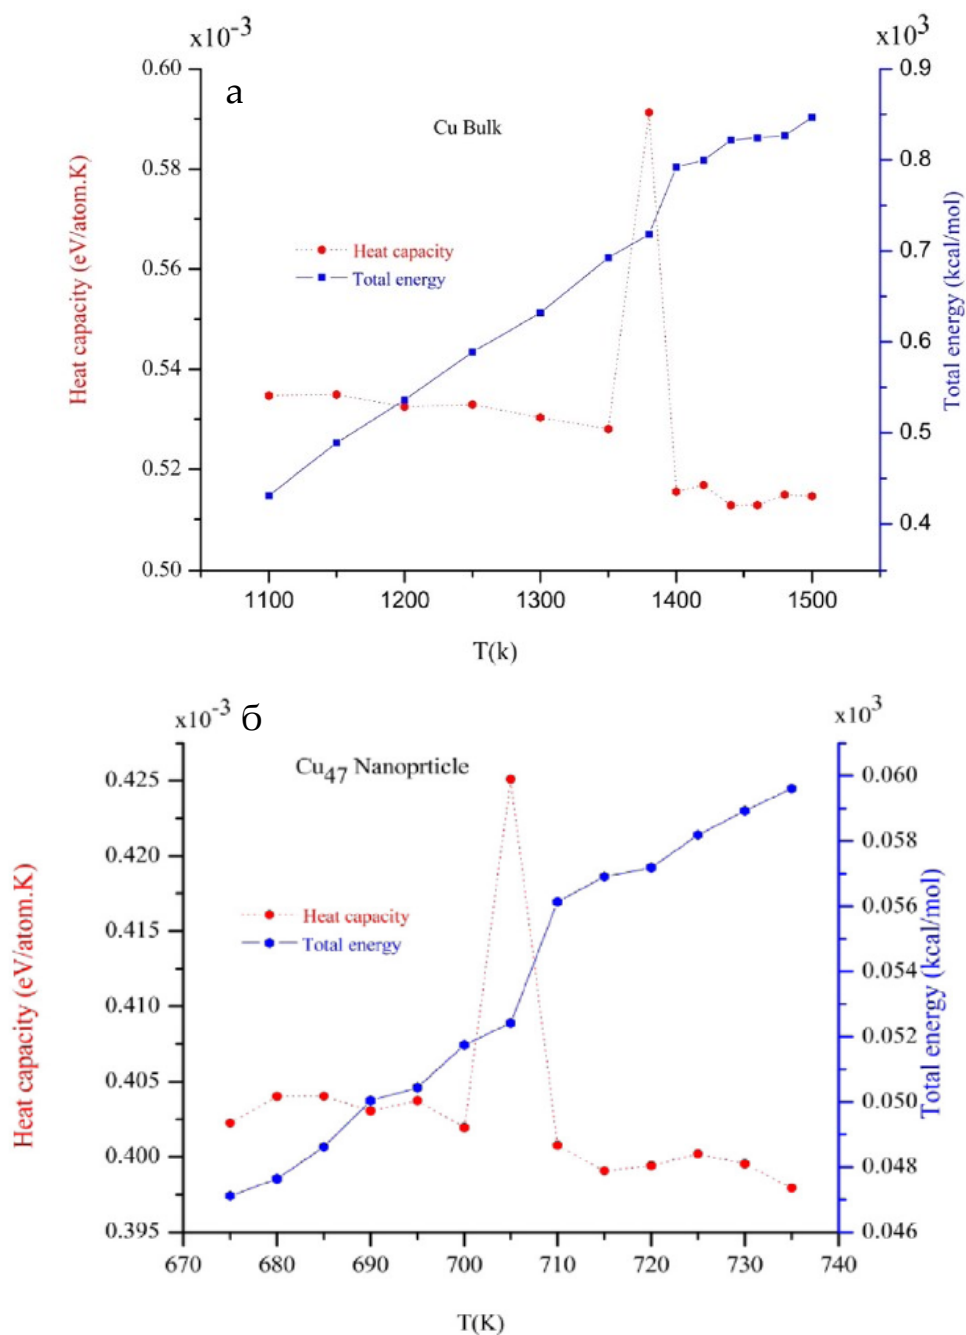 x10-3
x103
а
Cu Bulk
Heat capacity
Total energy
Heat capacity (eV/atom.K)
0.60
0.58
0.56
0.54
0.52
0.50
Total energy (kcal/mol)
0.9
0.8
0.7
0.6
0.5
0.4
1100 1200 1300 1400 1500
T(k)
x10-3
б
x103
Cu47 Nanoprticle
Heat capacity
Total energy
Heat capacity (eV/atom.K)
0.425
0.420
0.415
0.410
0.405
0.400
0.395
Total energy (kcal/mol)
0.060
0.058
0.056
0.054
0.052
0.050
0.048
0.046
670 680 690 700 710 720 730 740
T(K)